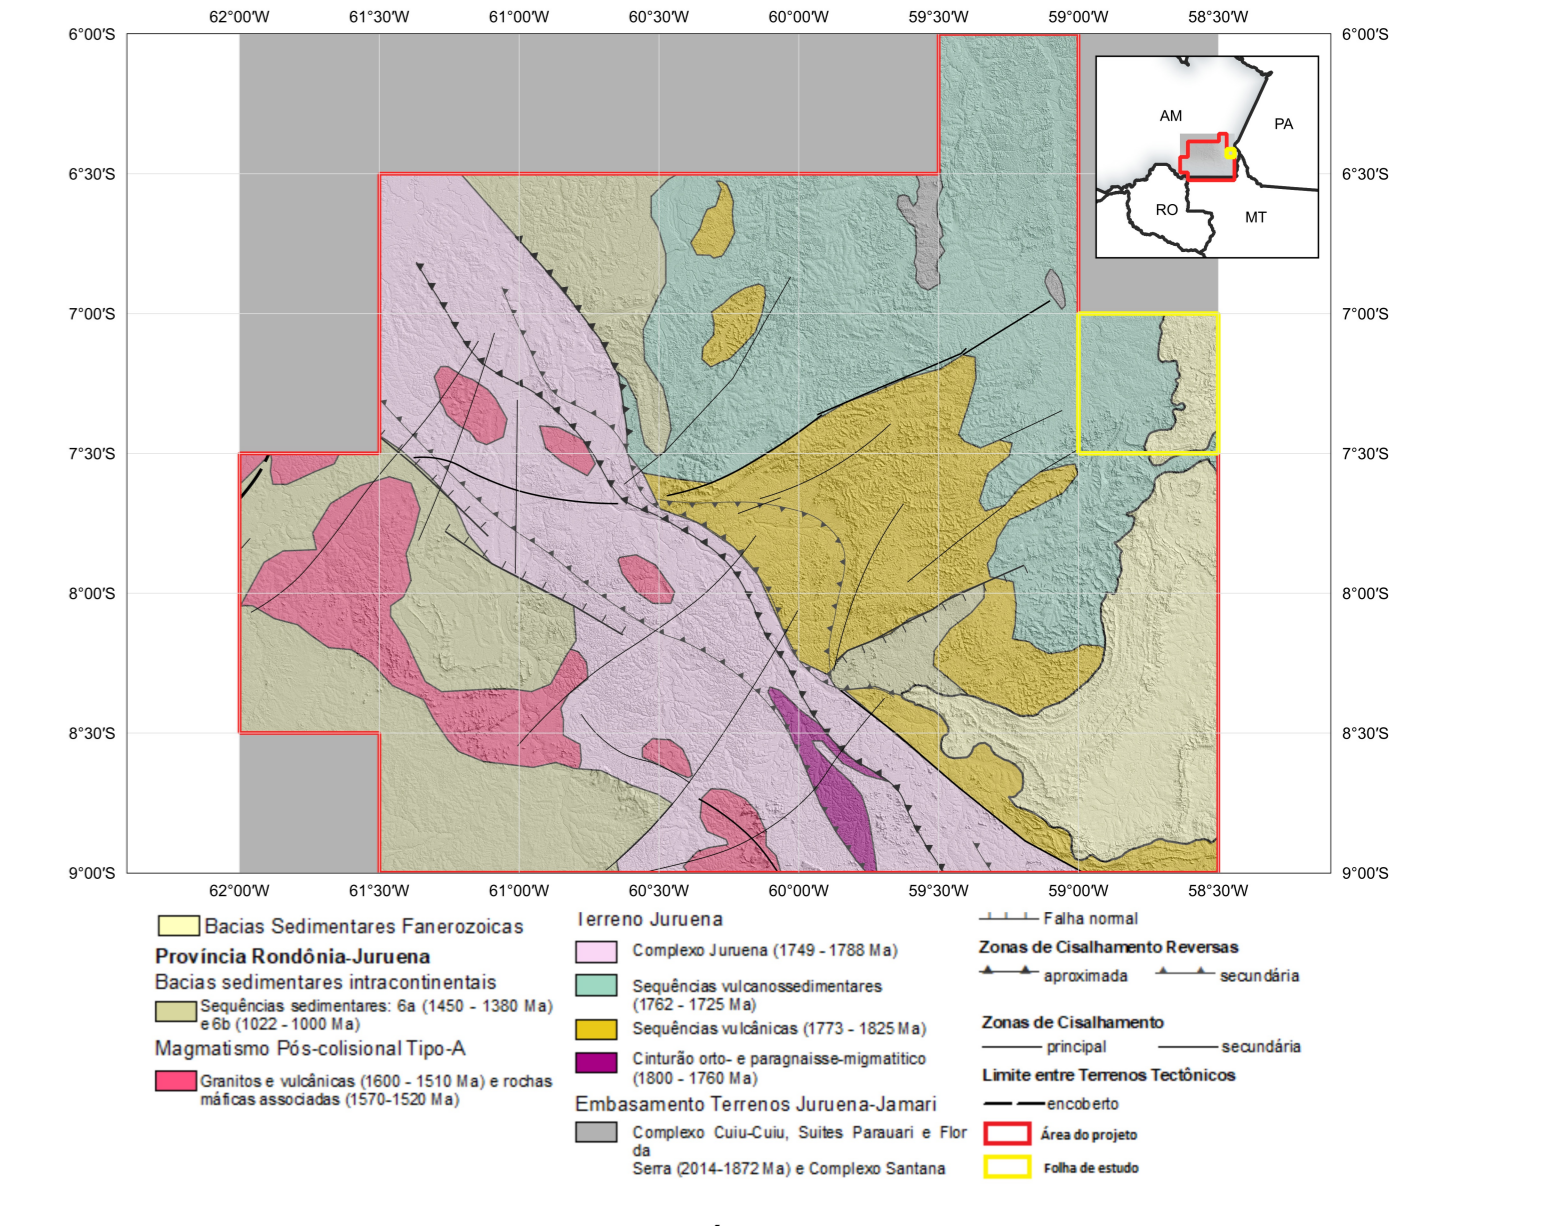 62°00'W 61°30'W 61°00'W 60°30'W 60°00'W 59°30'W 59°00'W 58°30'W
6°00'S 6°00'S
AM
PA
6°30'S 6°30'S
RO
MT
7°00'S 7°00'S
7°30'S 7°30'S
8°00'S 8°00'S
8°30'S 8°30'S
9°00'S 9°00'S
62°00'W 61°30'W 61°00'W 60°30'W 60°00'W 59°30'W 59°00'W 58°30'W
Bacias Sedimentares Fanerozoicas
Província Rondônia-Juruena
Bacias sedimentares intracontinentais
Sequências sedimentares: 6a (1450 - 1380 Ma)
e 6b (1022 - 1000 Ma)
Magmatismo Pós-colisional Tipo-A
Granitos e vulcânicas (1600 - 1510 Ma) e rochas
máficas associadas (1570-1520 Ma)
Terreno Juruena
Complexo Juruena (1749 - 1788 Ma)
Sequências vulcanossedimentares
(1762 - 1725 Ma)
Sequências vulcânicas (1773 - 1825 Ma)
Cinturão orto- e paragnaisse-migmatitico
(1800 - 1760 Ma)
Embasamento Terrenos Juruena-Jamari
Complexo Cuiu-Cuiu, Suites Parauari e Flor
da
Serra (2014-1872 Ma) e Complexo Santana
Falha normal
Zonas de Cisalhamento Reversas
aproximada secundária
Zonas de Cisalhamento
principal secundária
Limite entre Terrenos Tectônicos
encoberto
Área do projeto
Folha de estudo